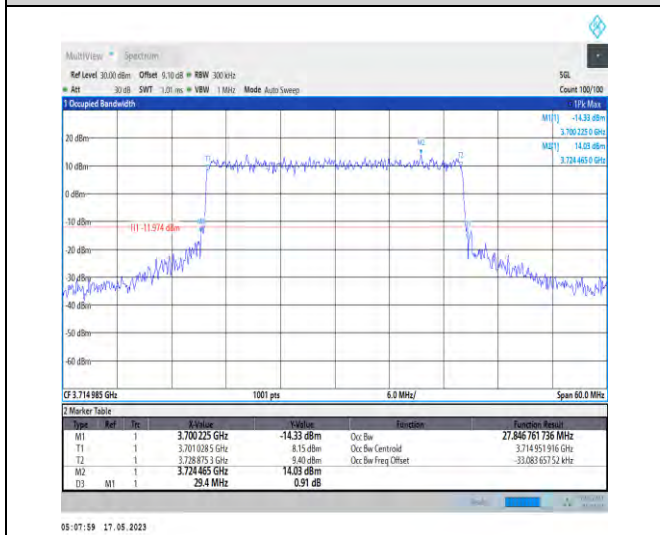 MultiView Spectrum
Ref Level 30.00 dBm Offset 9.10 dB RBW 300 kHz SGL
Att 30 dB SWT 1.01 ms VBW 1 MHz Mode Auto Sweep Count 100/100
1 Occupied Bandwidth 1Pk Max
M1[1] -14.33 dBm
3.700 225 0 GHz
20 dBm
M2
M2[1] 14.03 dBm
3.724 465 0 GHz
T1
T2
10 dBm
0 dBm
-10 dBm
-11.974 dBm
-20 dBm
-30 dBm
-40 dBm
-50 dBm
-60 dBm
CF 3.714 985 GHz 1001 pts 6.0 MHz/ Span 60.0 MHz
2 Marker Table
Type Ref Trc X-Value Y-Value Function Function Result
M1 1 3.700 225 GHz -14.33 dBm Occ Bw 27.846 761 736 MHz
T1 1 3.701 028 5 GHz 8.15 dBm Occ Bw Centroid 3.714 951 916 GHz
T2 1 3.728 875 3 GHz 9.40 dBm Occ Bw Freq Offset -33.083 657 52 kHz
M2 1 3.724 465 GHz 14.03 dBm
D3 M1 1 29.4 MHz 0.91 dB
05:07:59 17.05.2023